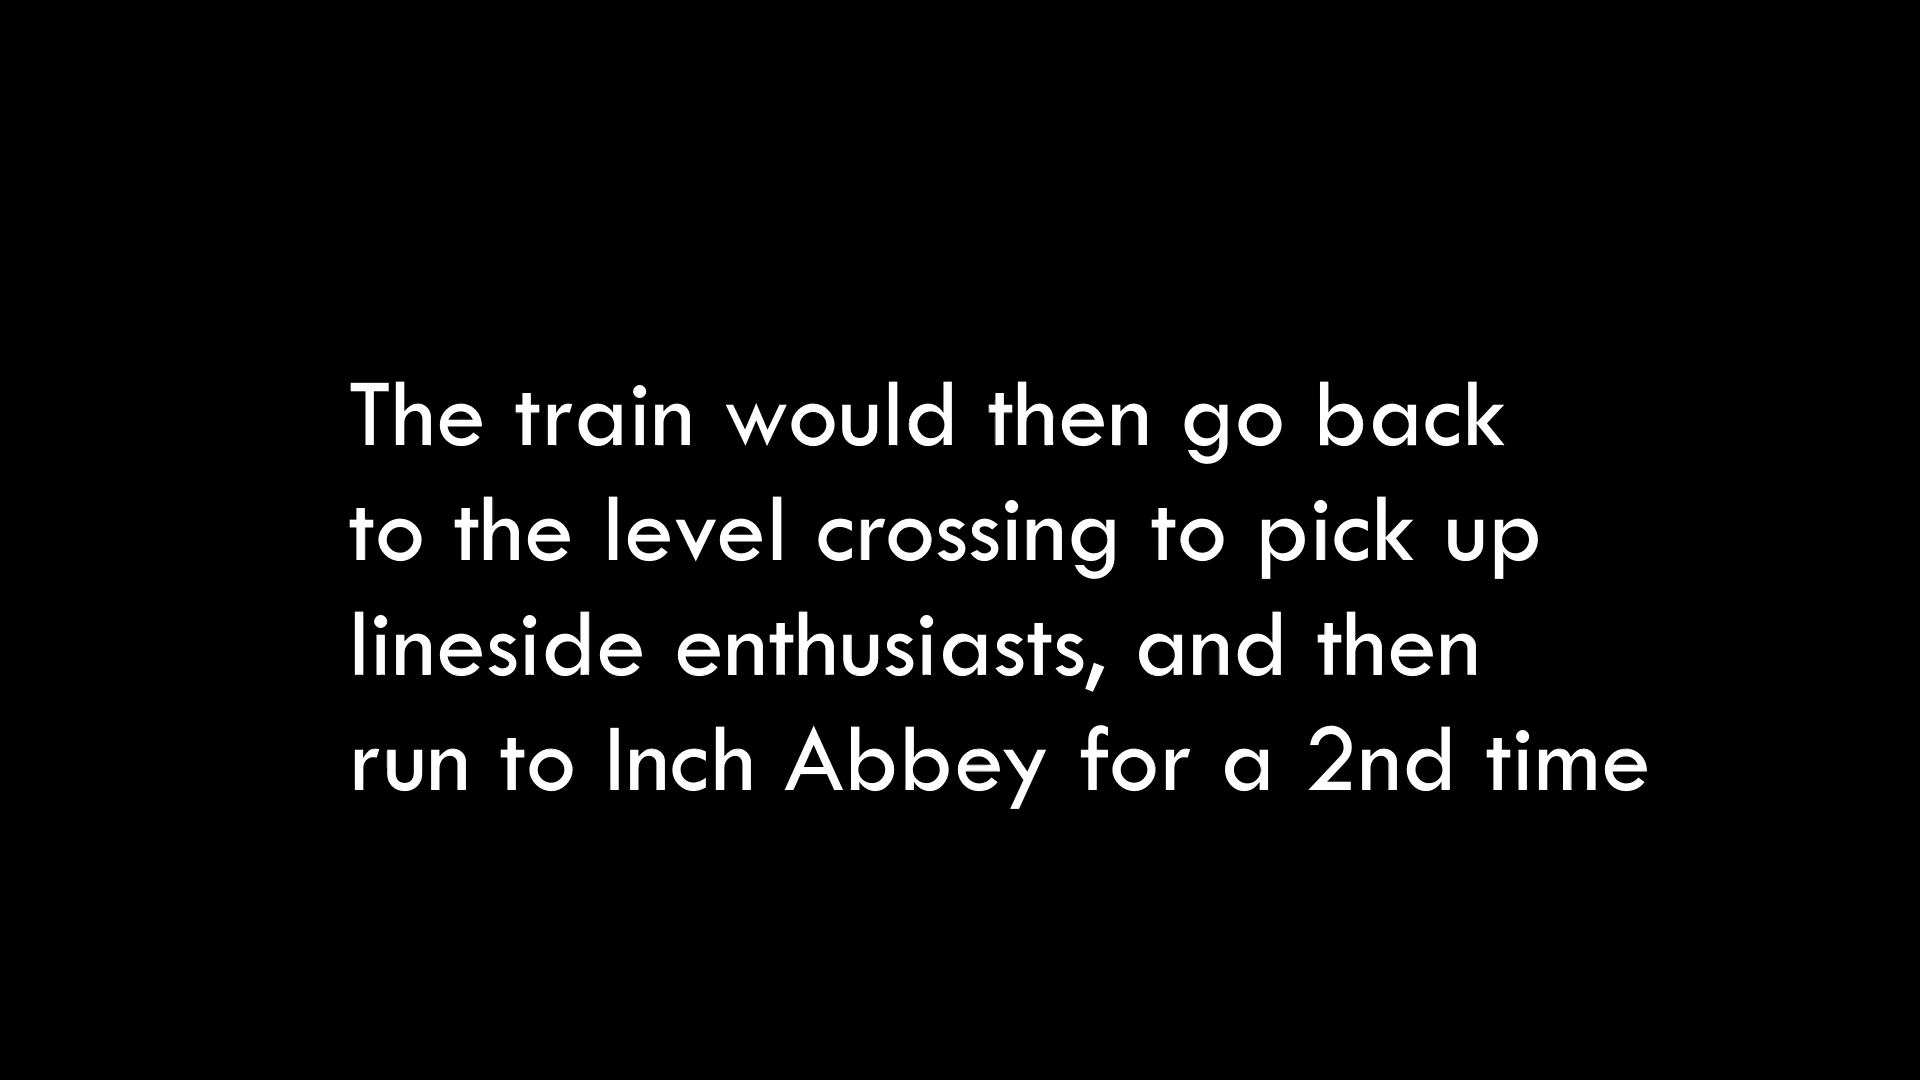 The train would then go back
to the level crossing to pick up
lineside enthusiasts, and then
run to Inch Abbey for a 2nd time